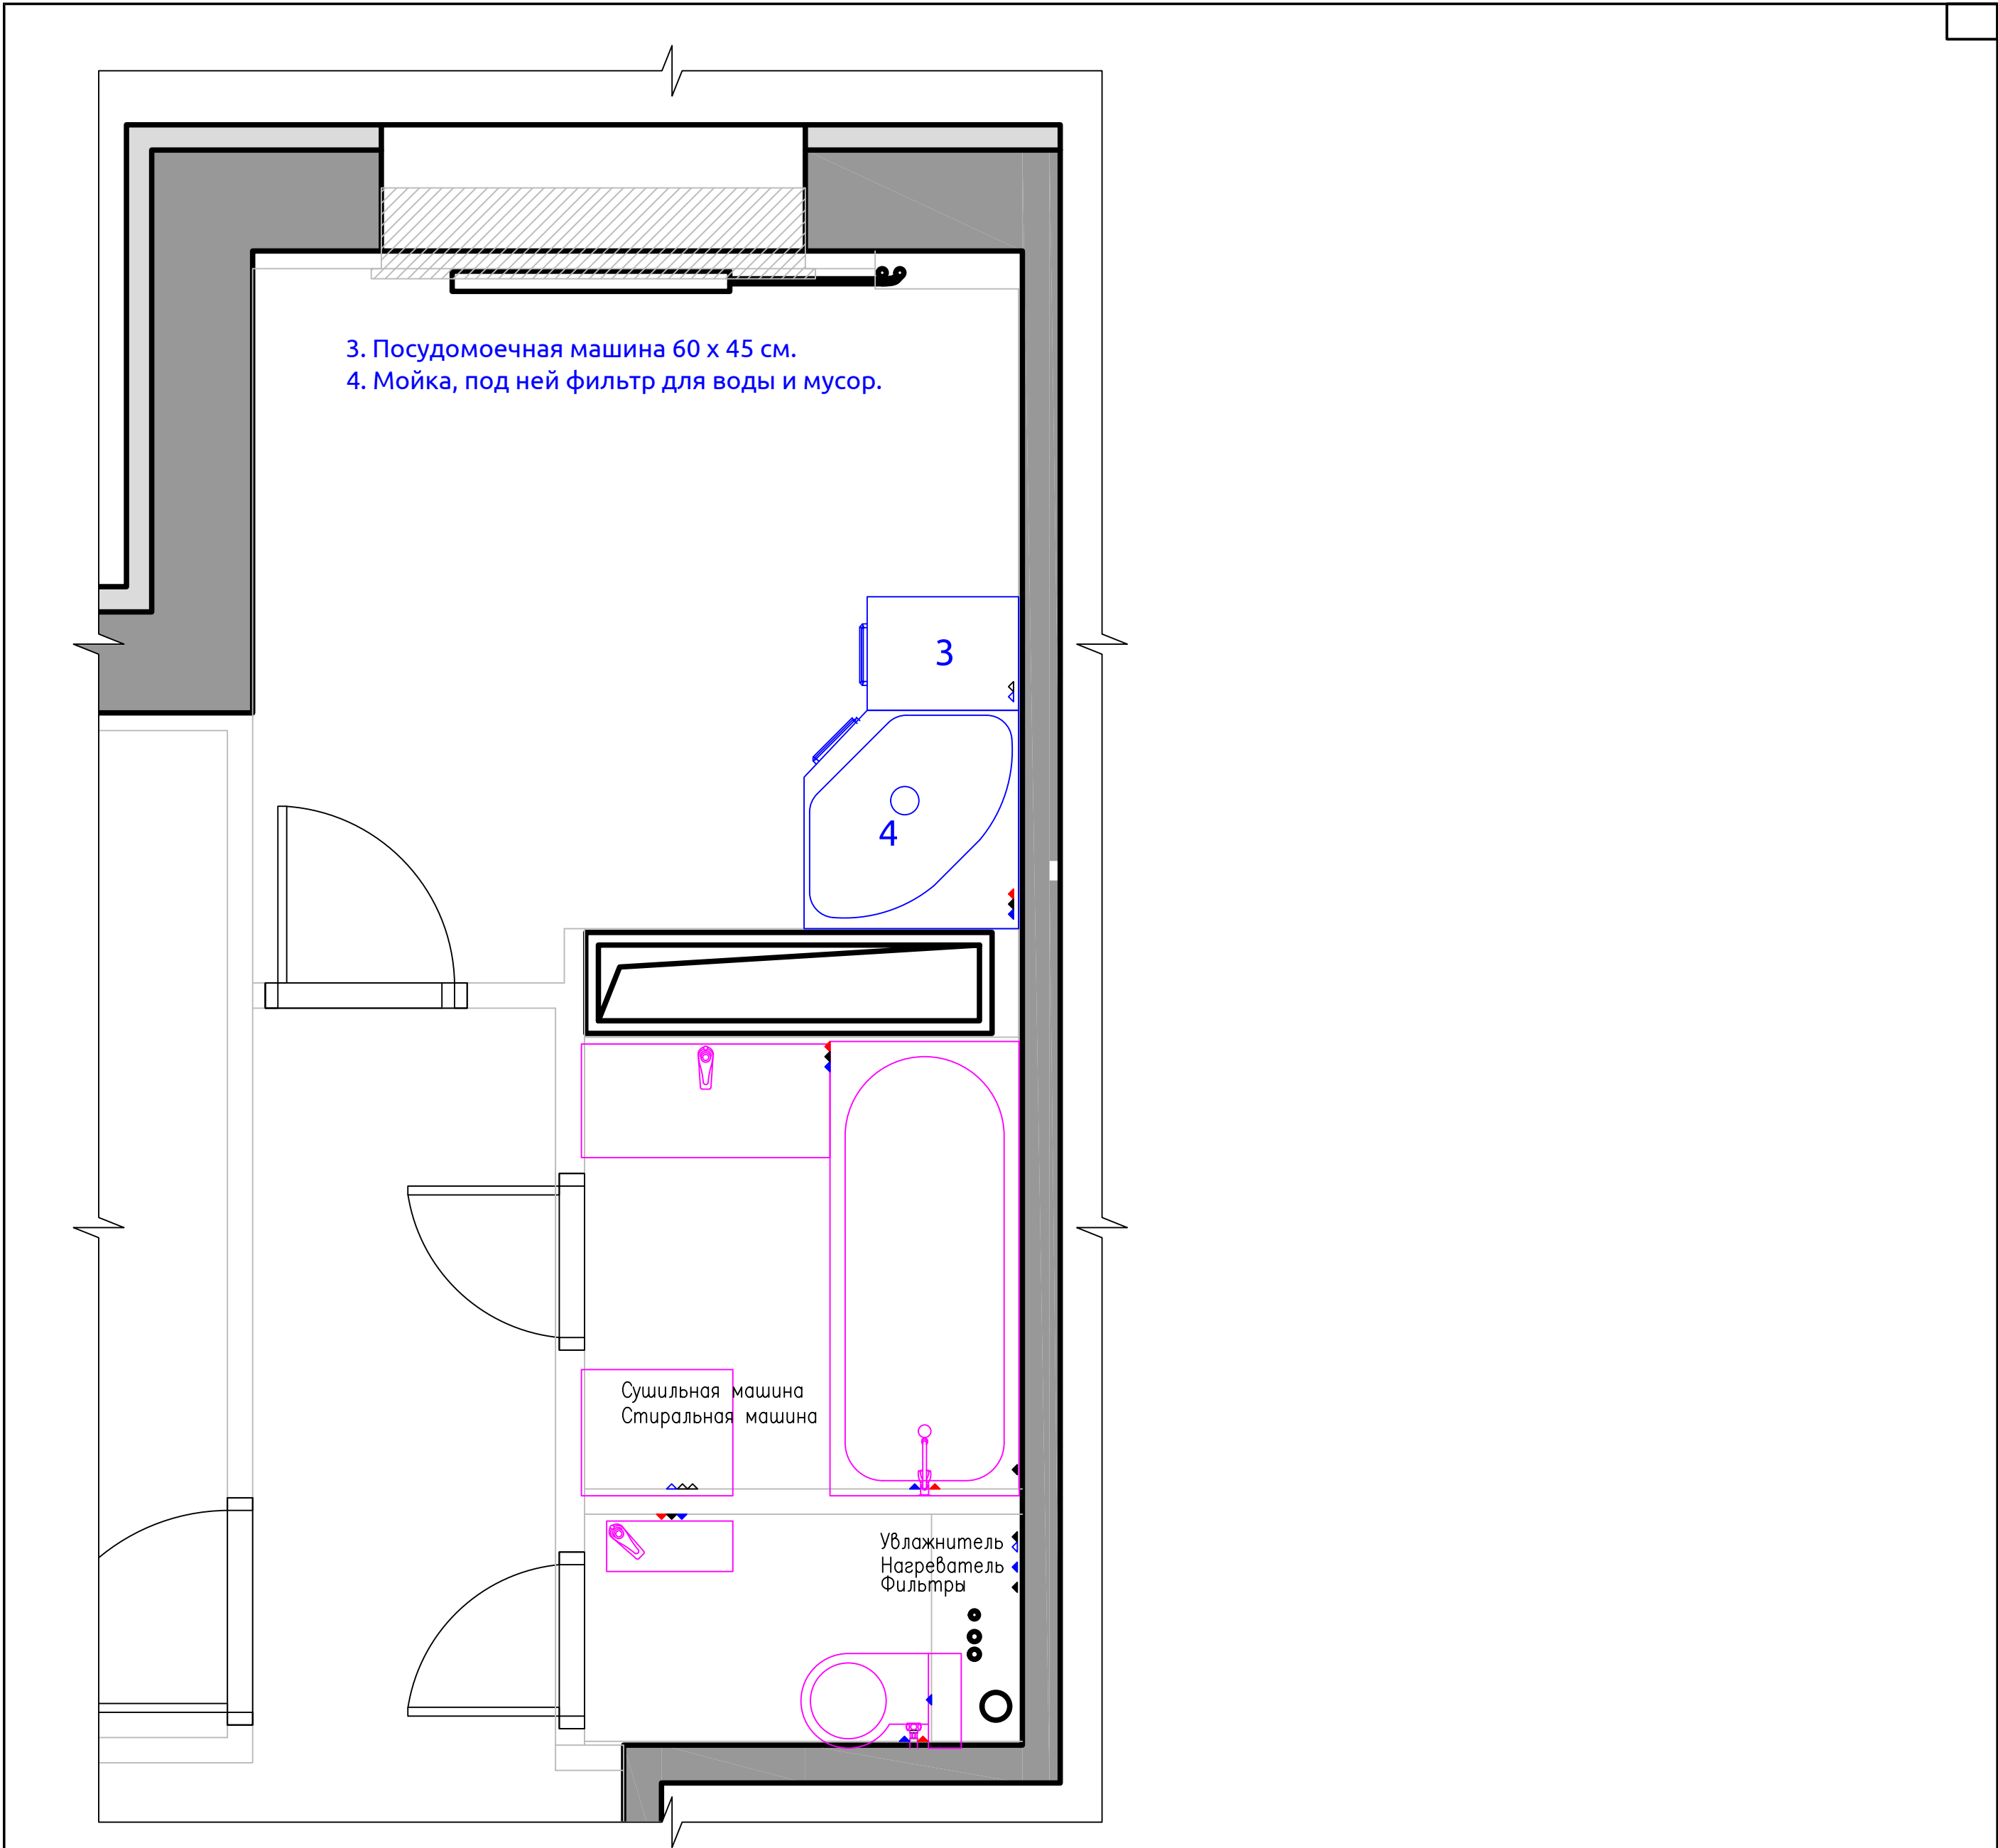 3. Посудомоечная машина 60 х 45 см.
4. Мойка, под ней фильтр для воды и мусор.
3
4
Сушильная машина
Стиральная машина
Увлажнитель
Нагреватель
Фильтры